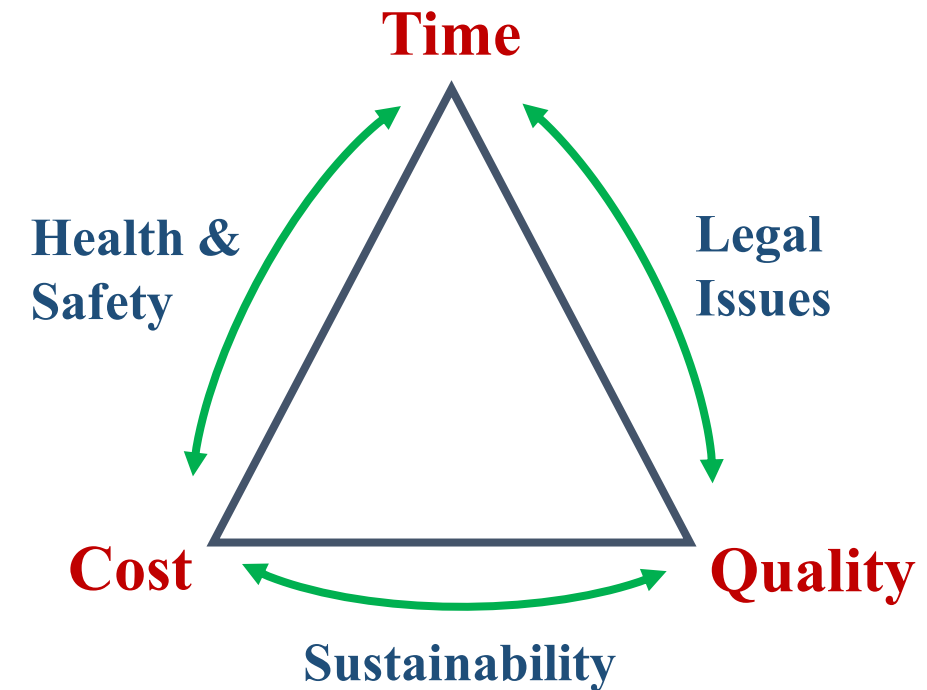 Time
Health &
Safety
Legal
Issues
Cost
Quality
Sustainability